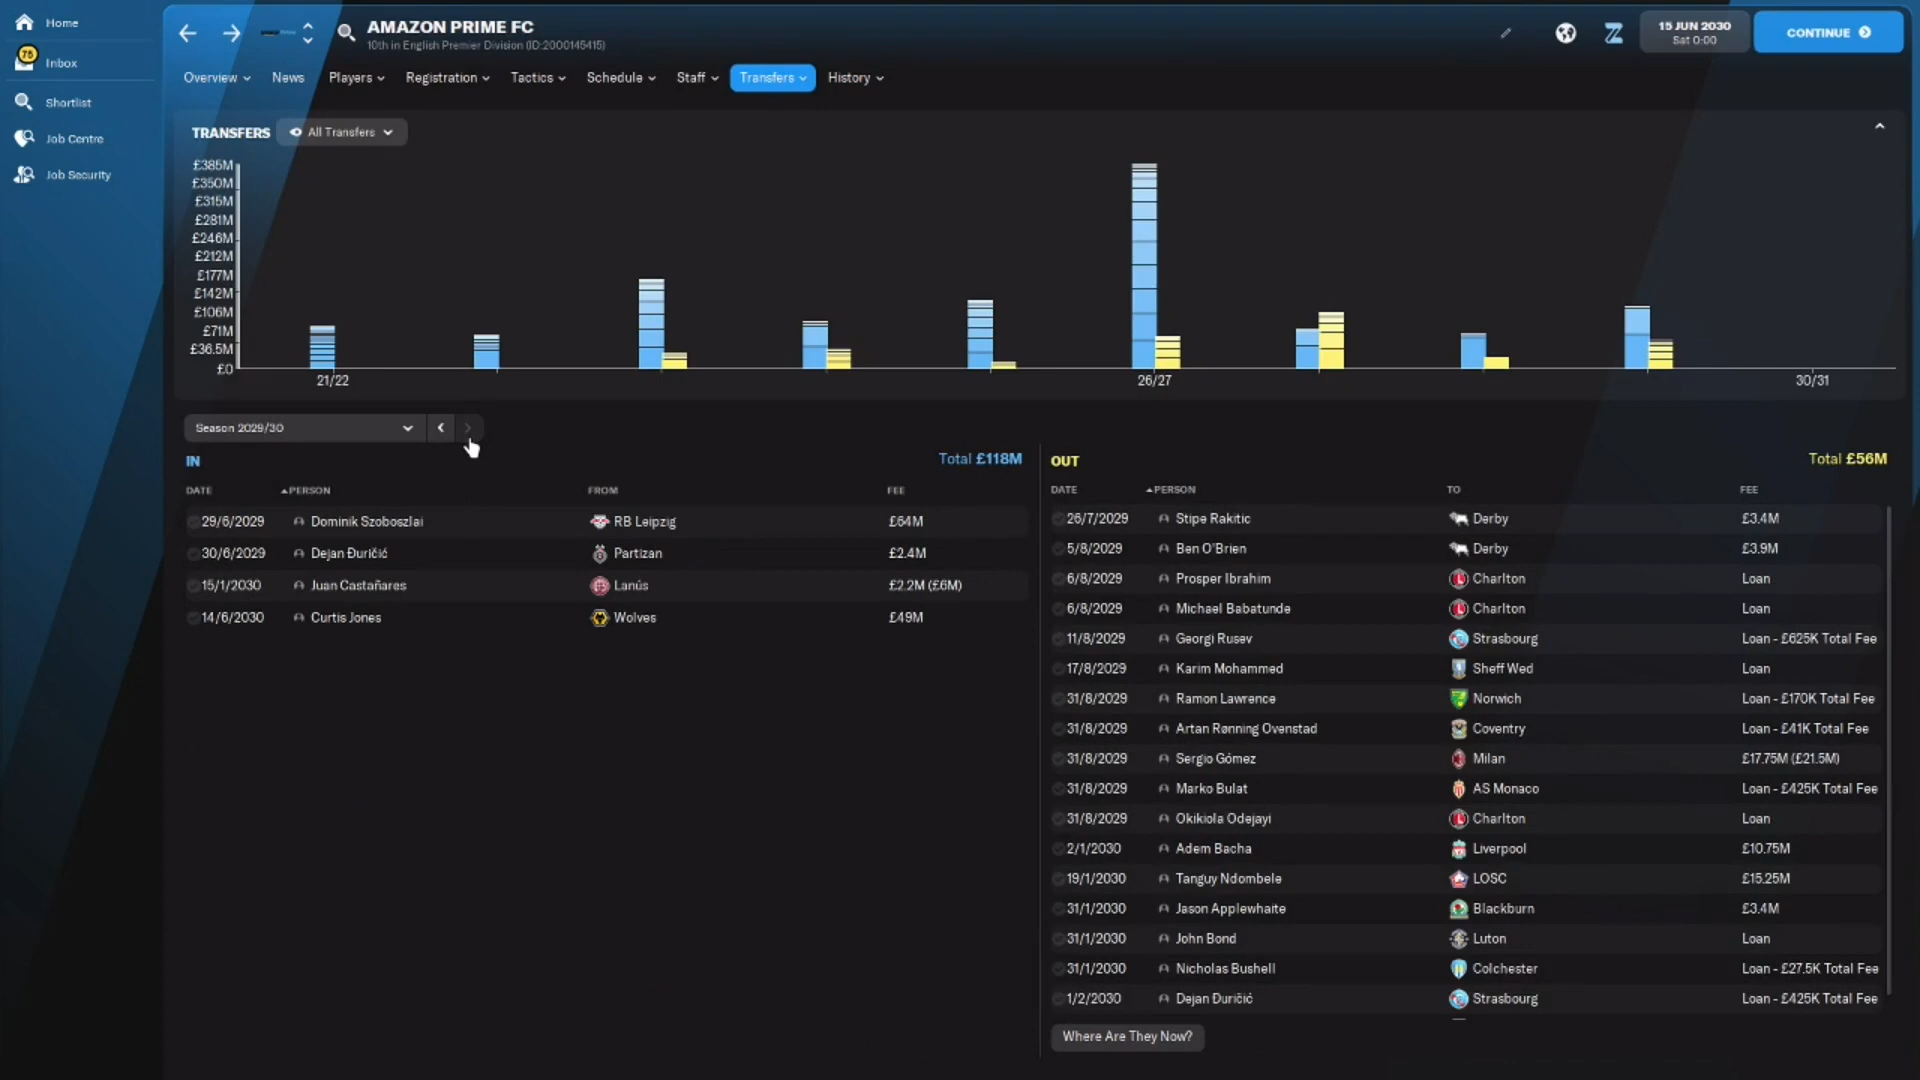 Home
75
Inbox
Shortlist
Job Centre
Job Security
AMAZON PRIME FC
10th in English Premier Division (ID:2000145415)
15 JUN 2030
Sat 0:00
CONTINUE
Overview News Players Registration Tactics Schedule Staff Transfers History
TRANSFERS All Transfers
£385M
£350M
£315M
£281M
£246M
£212M
£177M
£142M
£106M
£71M
£36.5M
£0
21/22 26/27 30/31
Season 2029/30
IN Total £118M
DATE PERSON FROM FEE
29/6/2029 Dominik Szoboszlai RB Leipzig £64M
30/6/2029 Dejan Đuričić Partizan £2.4M
15/1/2030 Juan Castañares Lanús £2.2M (£6M)
14/6/2030 Curtis Jones Wolves £49M
OUT Total £56M
DATE PERSON TO FEE
26/7/2029 Stipe Rakitic Derby £3.4M
5/8/2029 Ben O'Brien Derby £3.9M
6/8/2029 Prosper Ibrahim Charlton Loan
6/8/2029 Michael Babatunde Charlton Loan
11/8/2029 Georgi Rusev Strasbourg Loan - £625K Total Fee
17/8/2029 Karim Mohammed Sheff Wed Loan
31/8/2029 Ramon Lawrence Norwich Loan - £170K Total Fee
31/8/2029 Artan Rønning Ovenstad Coventry Loan - £41K Total Fee
31/8/2029 Sergio Gómez Milan £17.75M (£21.5M)
31/8/2029 Marko Bulat AS Monaco Loan - £425K Total Fee
31/8/2029 Okikiola Odejayi Charlton Loan
2/1/2030 Adem Bacha Liverpool £10.75M
19/1/2030 Tanguy Ndombele LOSC £15.25M
31/1/2030 Jason Applewhaite Blackburn £3.4M
31/1/2030 John Bond Luton Loan
31/1/2030 Nicholas Bushell Colchester Loan - £27.5K Total Fee
1/2/2030 Dejan Đuričić Strasbourg Loan - £425K Total Fee
Where Are They Now?